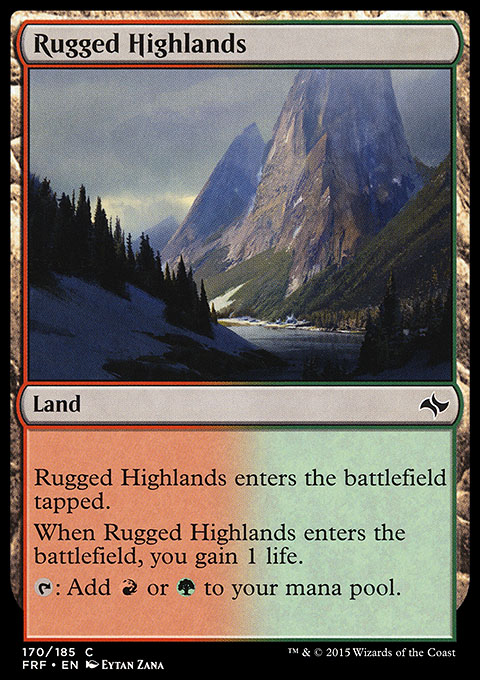 Rugged Highlands
Land
Rugged Highlands enters the battlefield
tapped.
When Rugged Highlands enters the
battlefield, you gain 1 life.
: Add or to your mana pool.
170/185 C
FRF • EN Eytan Zana
™ & © 2015 Wizards of the Coast